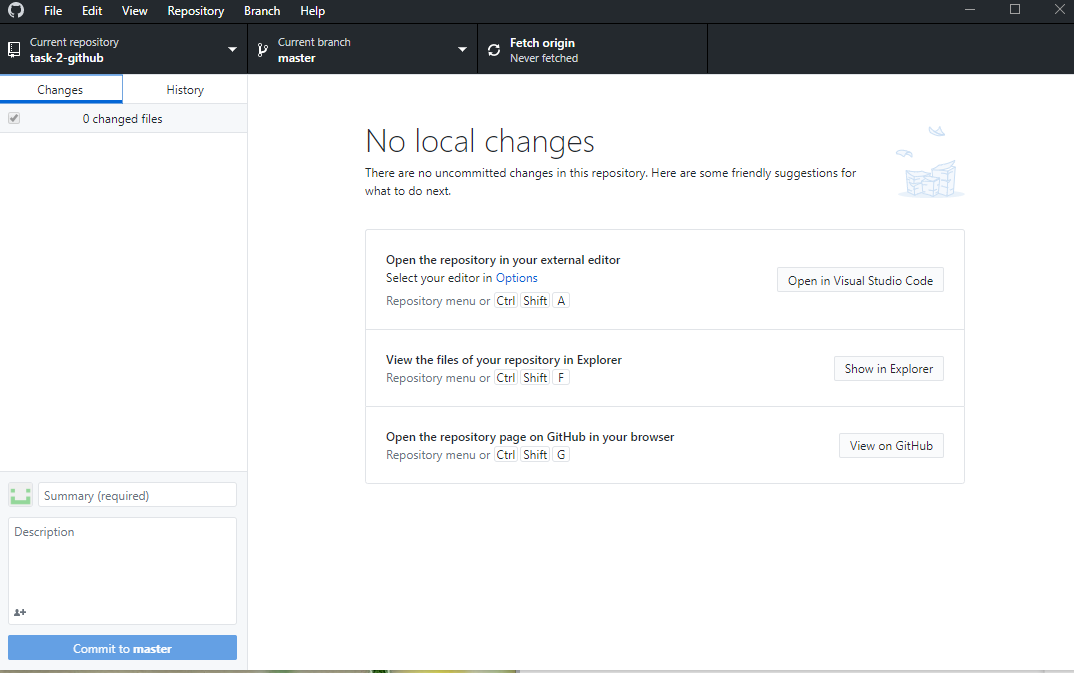 File Edit View Repository Branch Help
Current repository
task-2-github
Current branch
master
Fetch origin
Never fetched
Changes
History
0 changed files
No local changes
There are no uncommitted changes in this repository. Here are some friendly suggestions for
what to do next.
Open the repository in your external editor
Select your editor in Options
Repository menu or Ctrl Shift A
Open in Visual Studio Code
View the files of your repository in Explorer
Repository menu or Ctrl Shift F
Show in Explorer
Open the repository page on GitHub in your browser
Repository menu or Ctrl Shift G
View on GitHub
Summary (required)
Description
Commit to master